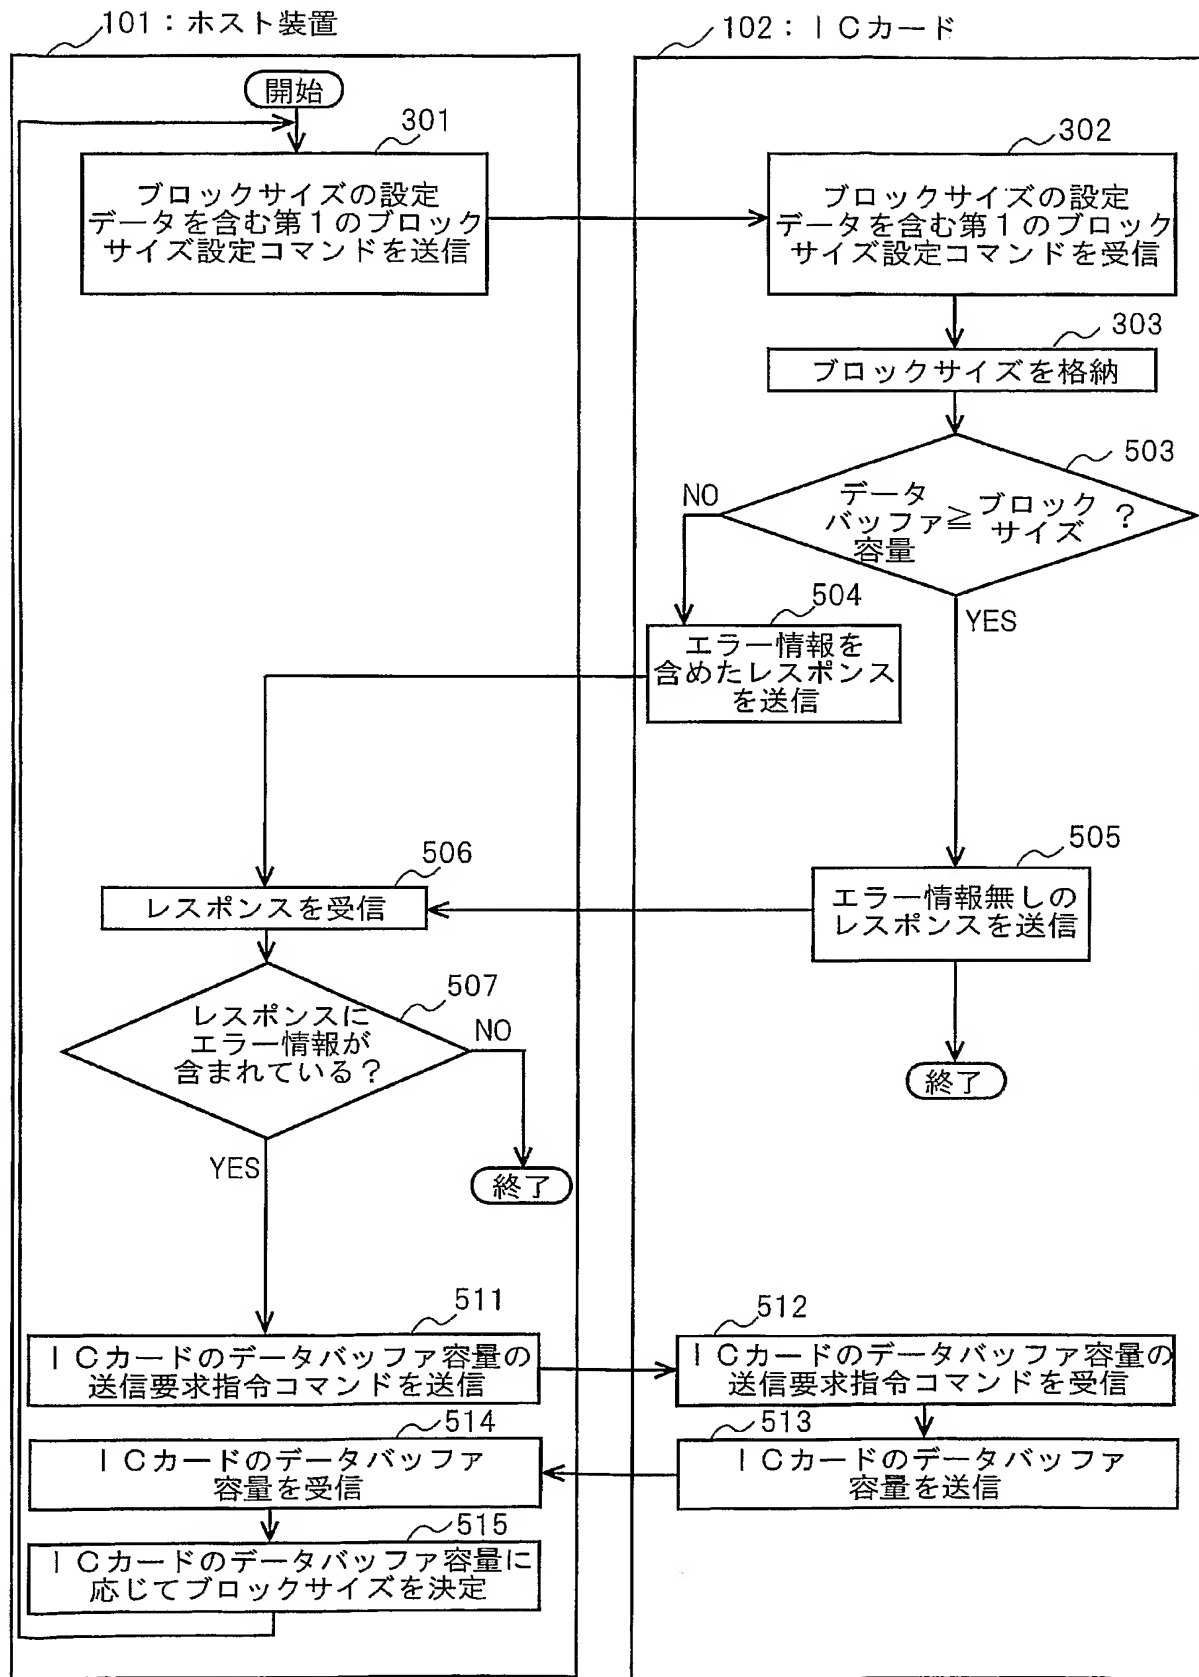 101：ホスト装置
102：ＩＣカード
開始
301
ブロックサイズの設定
データを含む第１のブロック
サイズ設定コマンドを送信
302
ブロックサイズの設定
データを含む第１のブロック
サイズ設定コマンドを受信
303
ブロックサイズを格納
503
データ
バッファ≧ブロック ？
サイズ
容量
NO
YES
504
エラー情報を
含めたレスポンス
を送信
505
エラー情報無しの
レスポンスを送信
終了
506
レスポンスを受信
507
レスポンスに
エラー情報が
含まれている？
NO
YES
終了
511
ＩＣカードのデータバッファ容量の
送信要求指令コマンドを送信
512
ＩＣカードのデータバッファ容量の
送信要求指令コマンドを受信
513
ＩＣカードのデータバッファ
容量を送信
514
ＩＣカードのデータバッファ
容量を受信
515
ＩＣカードのデータバッファ容量に
応じてブロックサイズを決定